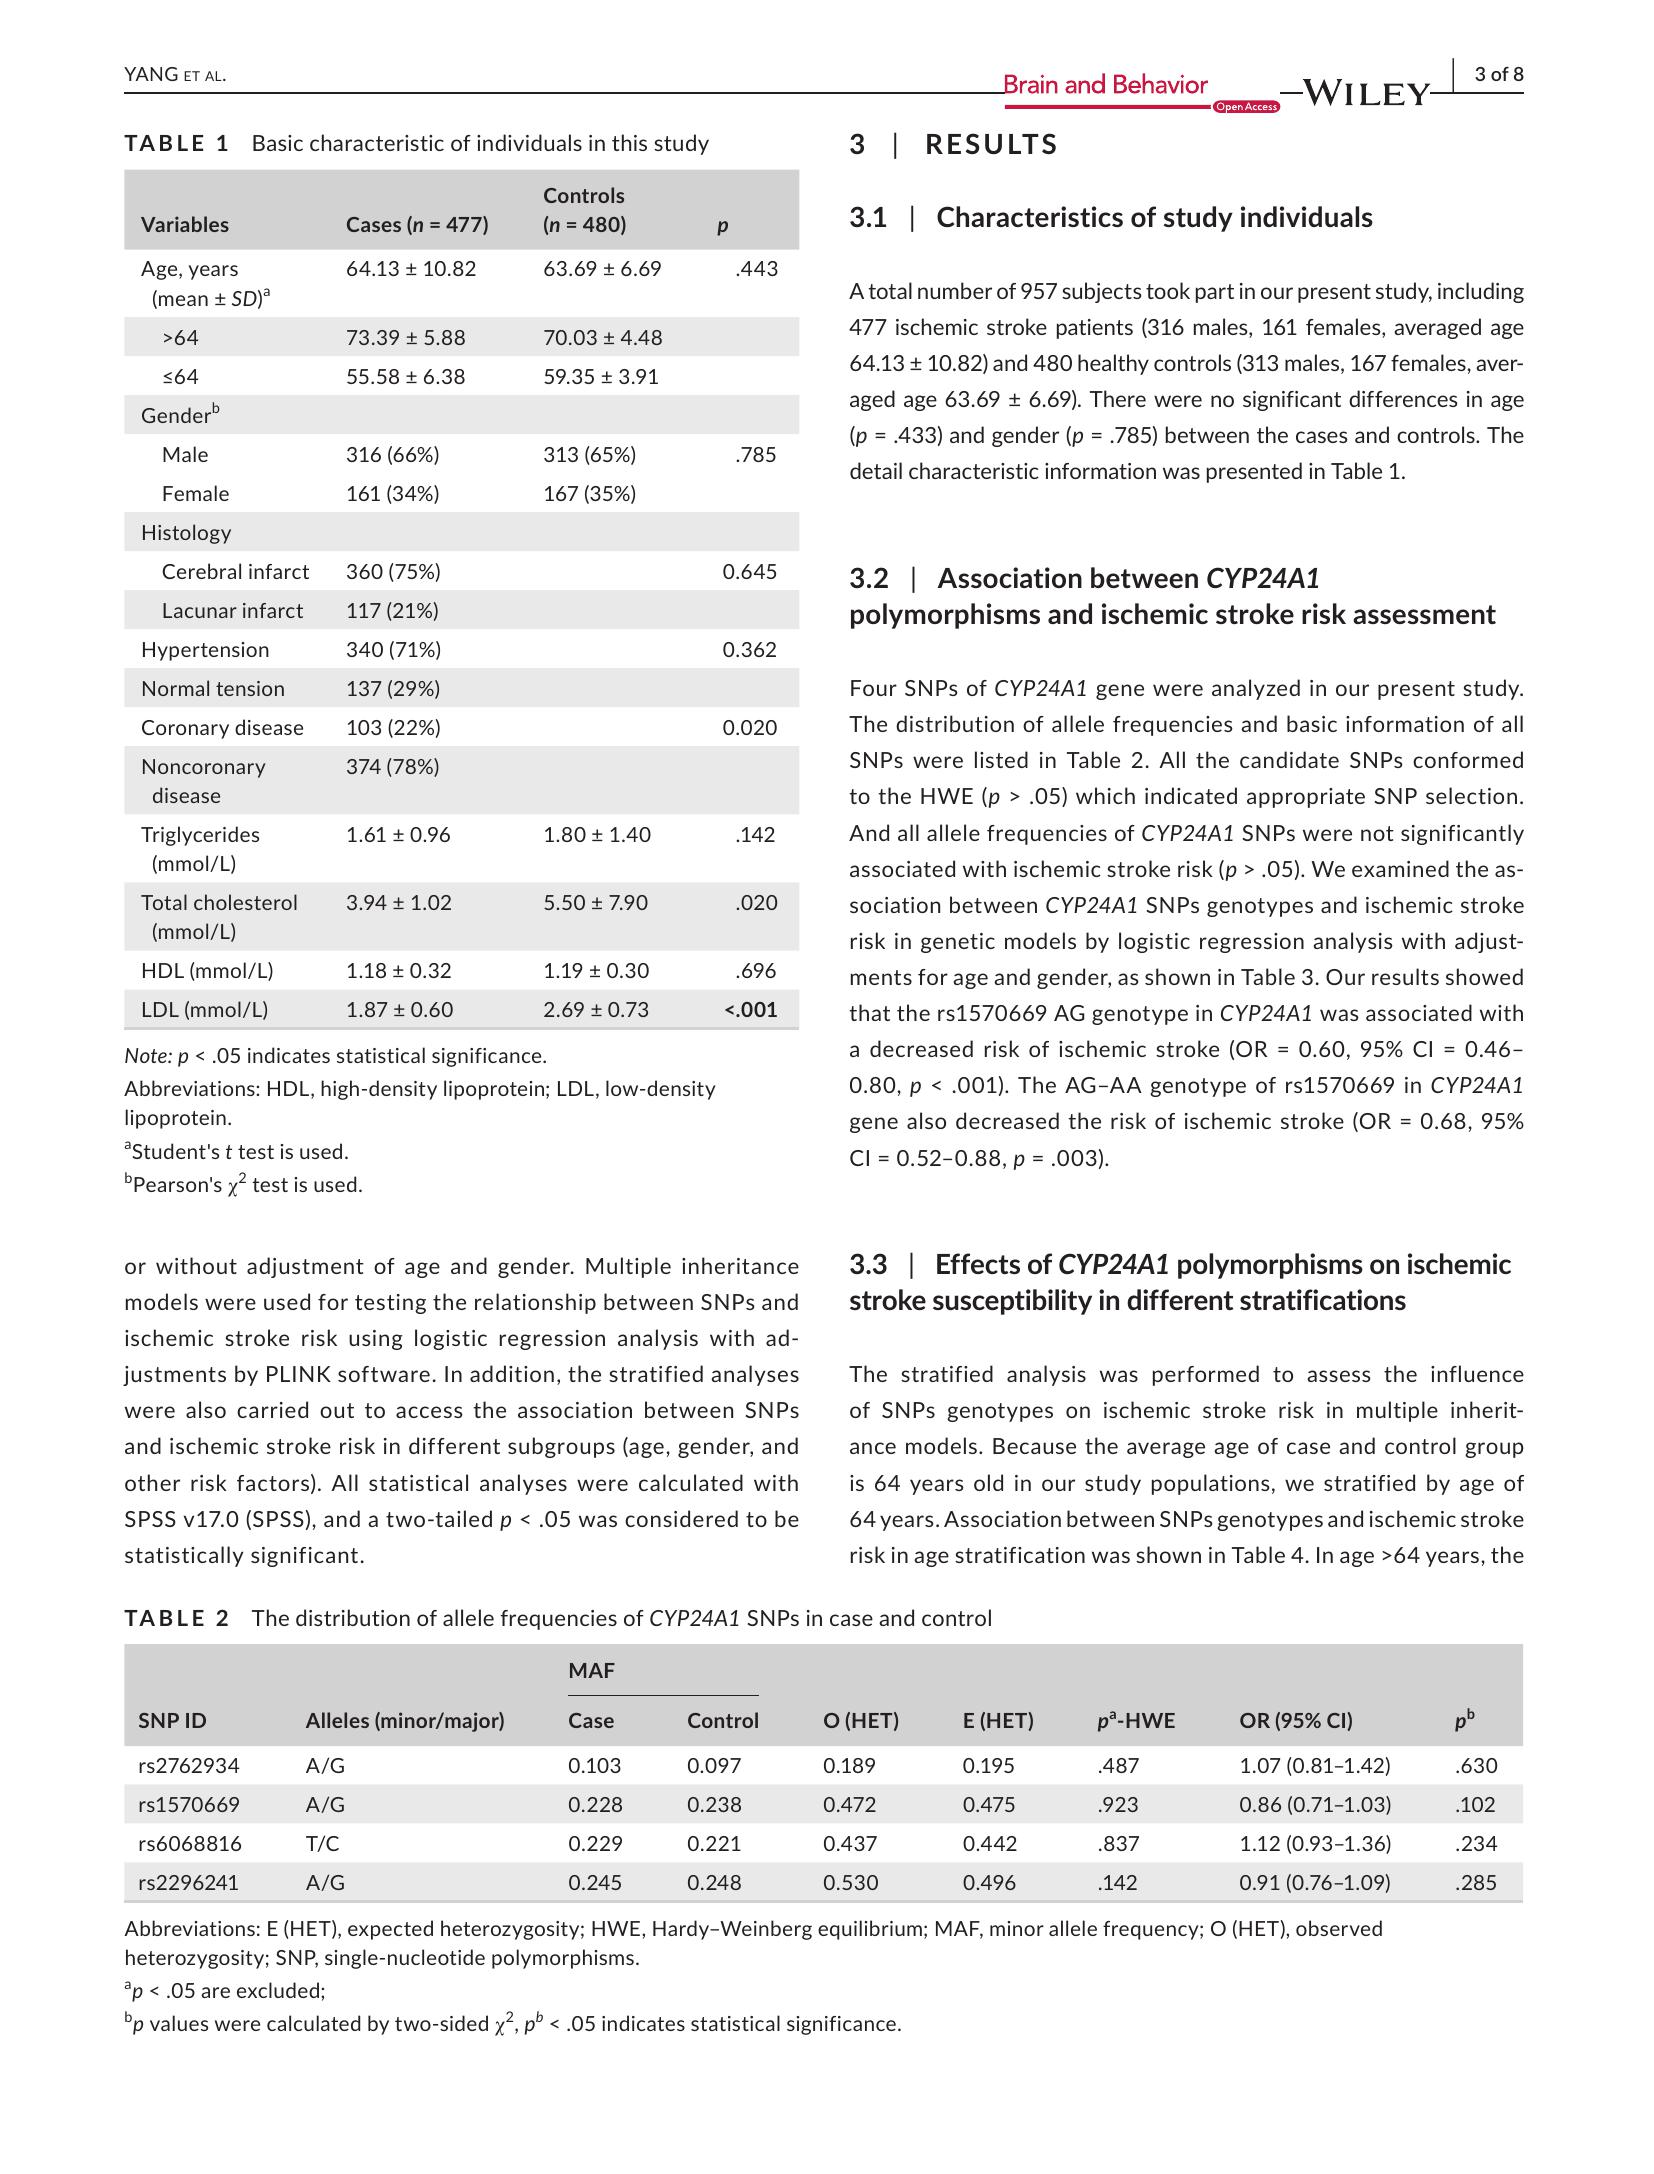 YANG ET AL.
Brain and Behavior
Open Access
WILEY
3 of 8
TABLE 1 Basic characteristic of individuals in this study
Variables Cases (n = 477) Controls (n = 480) p
Age, years (mean ± SD)a 64.13 ± 10.82 63.69 ± 6.69 .443
>64 73.39 ± 5.88 70.03 ± 4.48
≤64 55.58 ± 6.38 59.35 ± 3.91
Genderb
Male 316 (66%) 313 (65%) .785
Female 161 (34%) 167 (35%)
Histology
Cerebral infarct 360 (75%) 0.645
Lacunar infarct 117 (21%)
Hypertension 340 (71%) 0.362
Normal tension 137 (29%)
Coronary disease 103 (22%) 0.020
Noncoronary disease 374 (78%)
Triglycerides (mmol/L) 1.61 ± 0.96 1.80 ± 1.40 .142
Total cholesterol (mmol/L) 3.94 ± 1.02 5.50 ± 7.90 .020
HDL (mmol/L) 1.18 ± 0.32 1.19 ± 0.30 .696
LDL (mmol/L) 1.87 ± 0.60 2.69 ± 0.73 <.001
Note: p < .05 indicates statistical significance.
Abbreviations: HDL, high-density lipoprotein; LDL, low-density
lipoprotein.
aStudent's t test is used.
bPearson's χ2 test is used.
or without adjustment of age and gender. Multiple inheritance
models were used for testing the relationship between SNPs and
ischemic stroke risk using logistic regression analysis with ad-
justments by PLINK software. In addition, the stratified analyses
were also carried out to access the association between SNPs
and ischemic stroke risk in different subgroups (age, gender, and
other risk factors). All statistical analyses were calculated with
SPSS v17.0 (SPSS), and a two-tailed p < .05 was considered to be
statistically significant.
3 | RESULTS
3.1 | Characteristics of study individuals
A total number of 957 subjects took part in our present study, including
477 ischemic stroke patients (316 males, 161 females, averaged age
64.13 ± 10.82) and 480 healthy controls (313 males, 167 females, aver-
aged age 63.69 ± 6.69). There were no significant differences in age
(p = .433) and gender (p = .785) between the cases and controls. The
detail characteristic information was presented in Table 1.
3.2 | Association between CYP24A1
polymorphisms and ischemic stroke risk assessment
Four SNPs of CYP24A1 gene were analyzed in our present study.
The distribution of allele frequencies and basic information of all
SNPs were listed in Table 2. All the candidate SNPs conformed
to the HWE (p > .05) which indicated appropriate SNP selection.
And all allele frequencies of CYP24A1 SNPs were not significantly
associated with ischemic stroke risk (p > .05). We examined the as-
sociation between CYP24A1 SNPs genotypes and ischemic stroke
risk in genetic models by logistic regression analysis with adjust-
ments for age and gender, as shown in Table 3. Our results showed
that the rs1570669 AG genotype in CYP24A1 was associated with
a decreased risk of ischemic stroke (OR = 0.60, 95% CI = 0.46–
0.80, p < .001). The AG–AA genotype of rs1570669 in CYP24A1
gene also decreased the risk of ischemic stroke (OR = 0.68, 95%
CI = 0.52–0.88, p = .003).
3.3 | Effects of CYP24A1 polymorphisms on ischemic
stroke susceptibility in different stratifications
The stratified analysis was performed to assess the influence
of SNPs genotypes on ischemic stroke risk in multiple inherit-
ance models. Because the average age of case and control group
is 64 years old in our study populations, we stratified by age of
64 years. Association between SNPs genotypes and ischemic stroke
risk in age stratification was shown in Table 4. In age >64 years, the
TABLE 2 The distribution of allele frequencies of CYP24A1 SNPs in case and control
MAF
SNP ID Alleles (minor/major) Case Control O (HET) E (HET) pa-HWE OR (95% CI) pb
rs2762934 A/G 0.103 0.097 0.189 0.195 .487 1.07 (0.81–1.42) .630
rs1570669 A/G 0.228 0.238 0.472 0.475 .923 0.86 (0.71–1.03) .102
rs6068816 T/C 0.229 0.221 0.437 0.442 .837 1.12 (0.93–1.36) .234
rs2296241 A/G 0.245 0.248 0.530 0.496 .142 0.91 (0.76–1.09) .285
Abbreviations: E (HET), expected heterozygosity; HWE, Hardy–Weinberg equilibrium; MAF, minor allele frequency; O (HET), observed
heterozygosity; SNP, single-nucleotide polymorphisms.
ap < .05 are excluded;
bp values were calculated by two-sided χ2, pb < .05 indicates statistical significance.